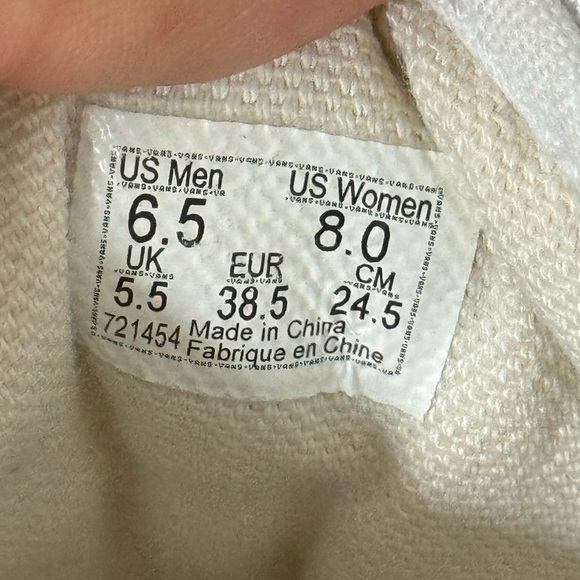 US Men US Women
6.5 8.0
UK EUR CM
5.5 38.5 24.5
721454 Made in China
Fabrique en Chine